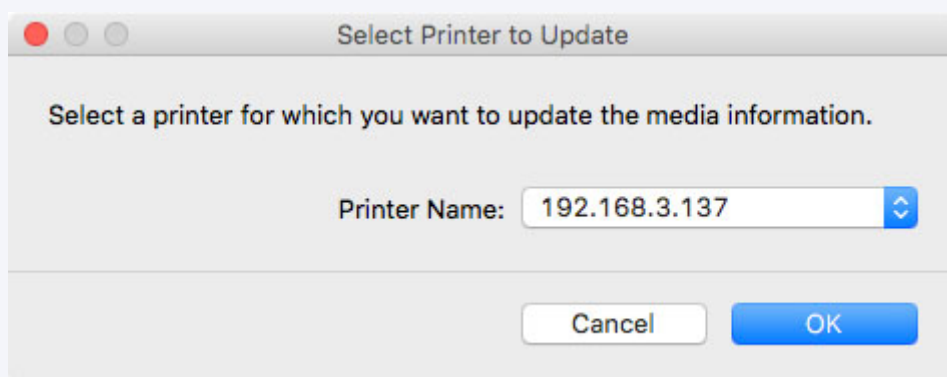 Select Printer to Update
Select a printer for which you want to update the media information.
Printer Name: 192.168.3.137
Cancel OK